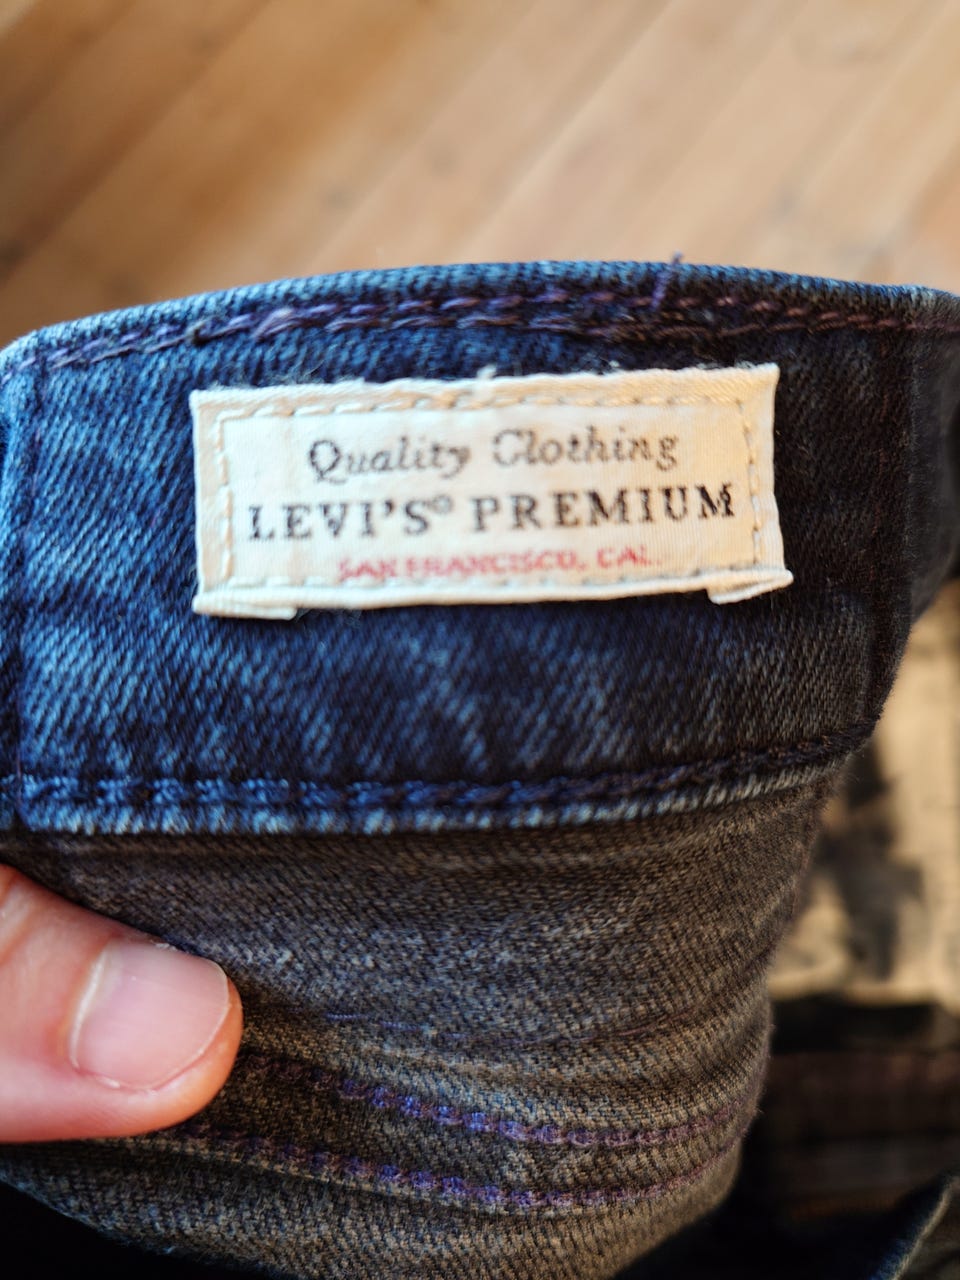 Quality Clothing
LEVI'S® PREMIUM
SAN FRANCISCO, CAL.